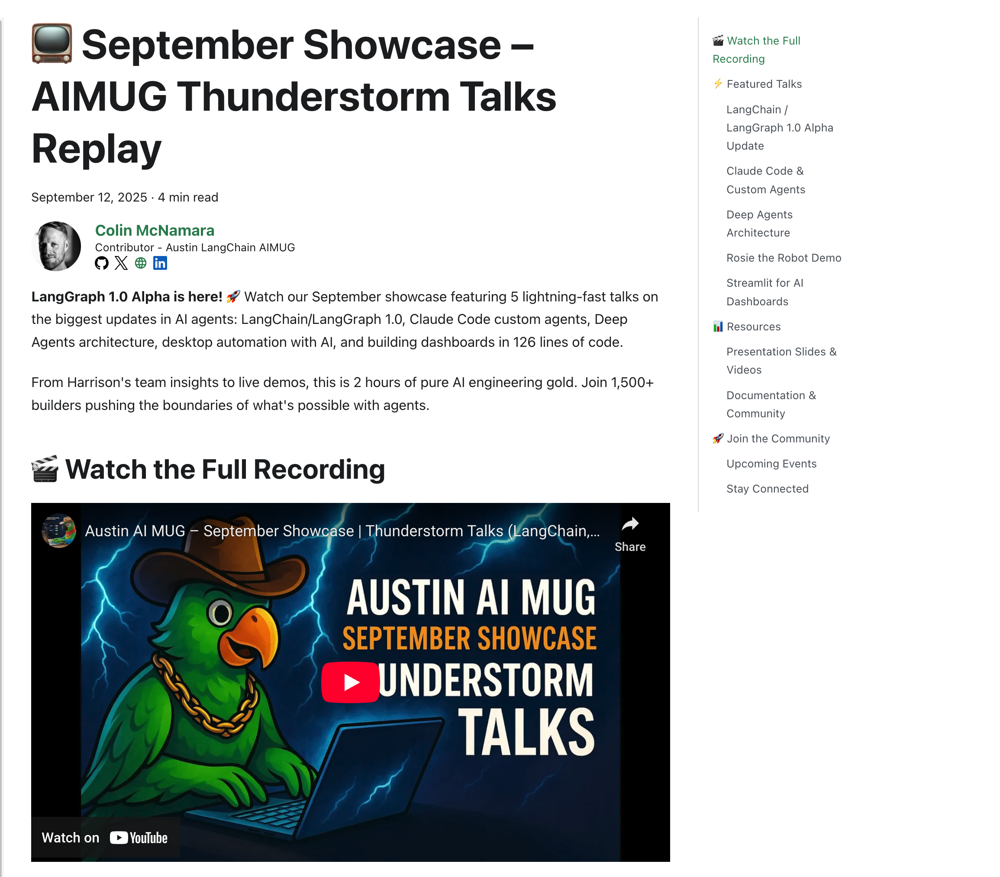 📺 September Showcase –
AIMUG Thunderstorm Talks
Replay
September 12, 2025 · 4 min read
Colin McNamara
Contributor - Austin LangChain AIMUG
LangGraph 1.0 Alpha is here! 🚀 Watch our September showcase featuring 5 lightning-fast talks on
the biggest updates in AI agents: LangChain/LangGraph 1.0, Claude Code custom agents, Deep
Agents architecture, desktop automation with AI, and building dashboards in 126 lines of code.
From Harrison's team insights to live demos, this is 2 hours of pure AI engineering gold. Join 1,500+
builders pushing the boundaries of what's possible with agents.
🎬 Watch the Full Recording
Austin AI MUG – September Showcase | Thunderstorm Talks (LangChain,...
Share
AUSTIN AI MUG
SEPTEMBER SHOWCASE
UNDERSTORM
TALKS
Watch on YouTube
🎬 Watch the Full
Recording
⚡ Featured Talks
LangChain /
LangGraph 1.0 Alpha
Update
Claude Code &
Custom Agents
Deep Agents
Architecture
Rosie the Robot Demo
Streamlit for AI
Dashboards
📊 Resources
Presentation Slides &
Videos
Documentation &
Community
🚀 Join the Community
Upcoming Events
Stay Connected